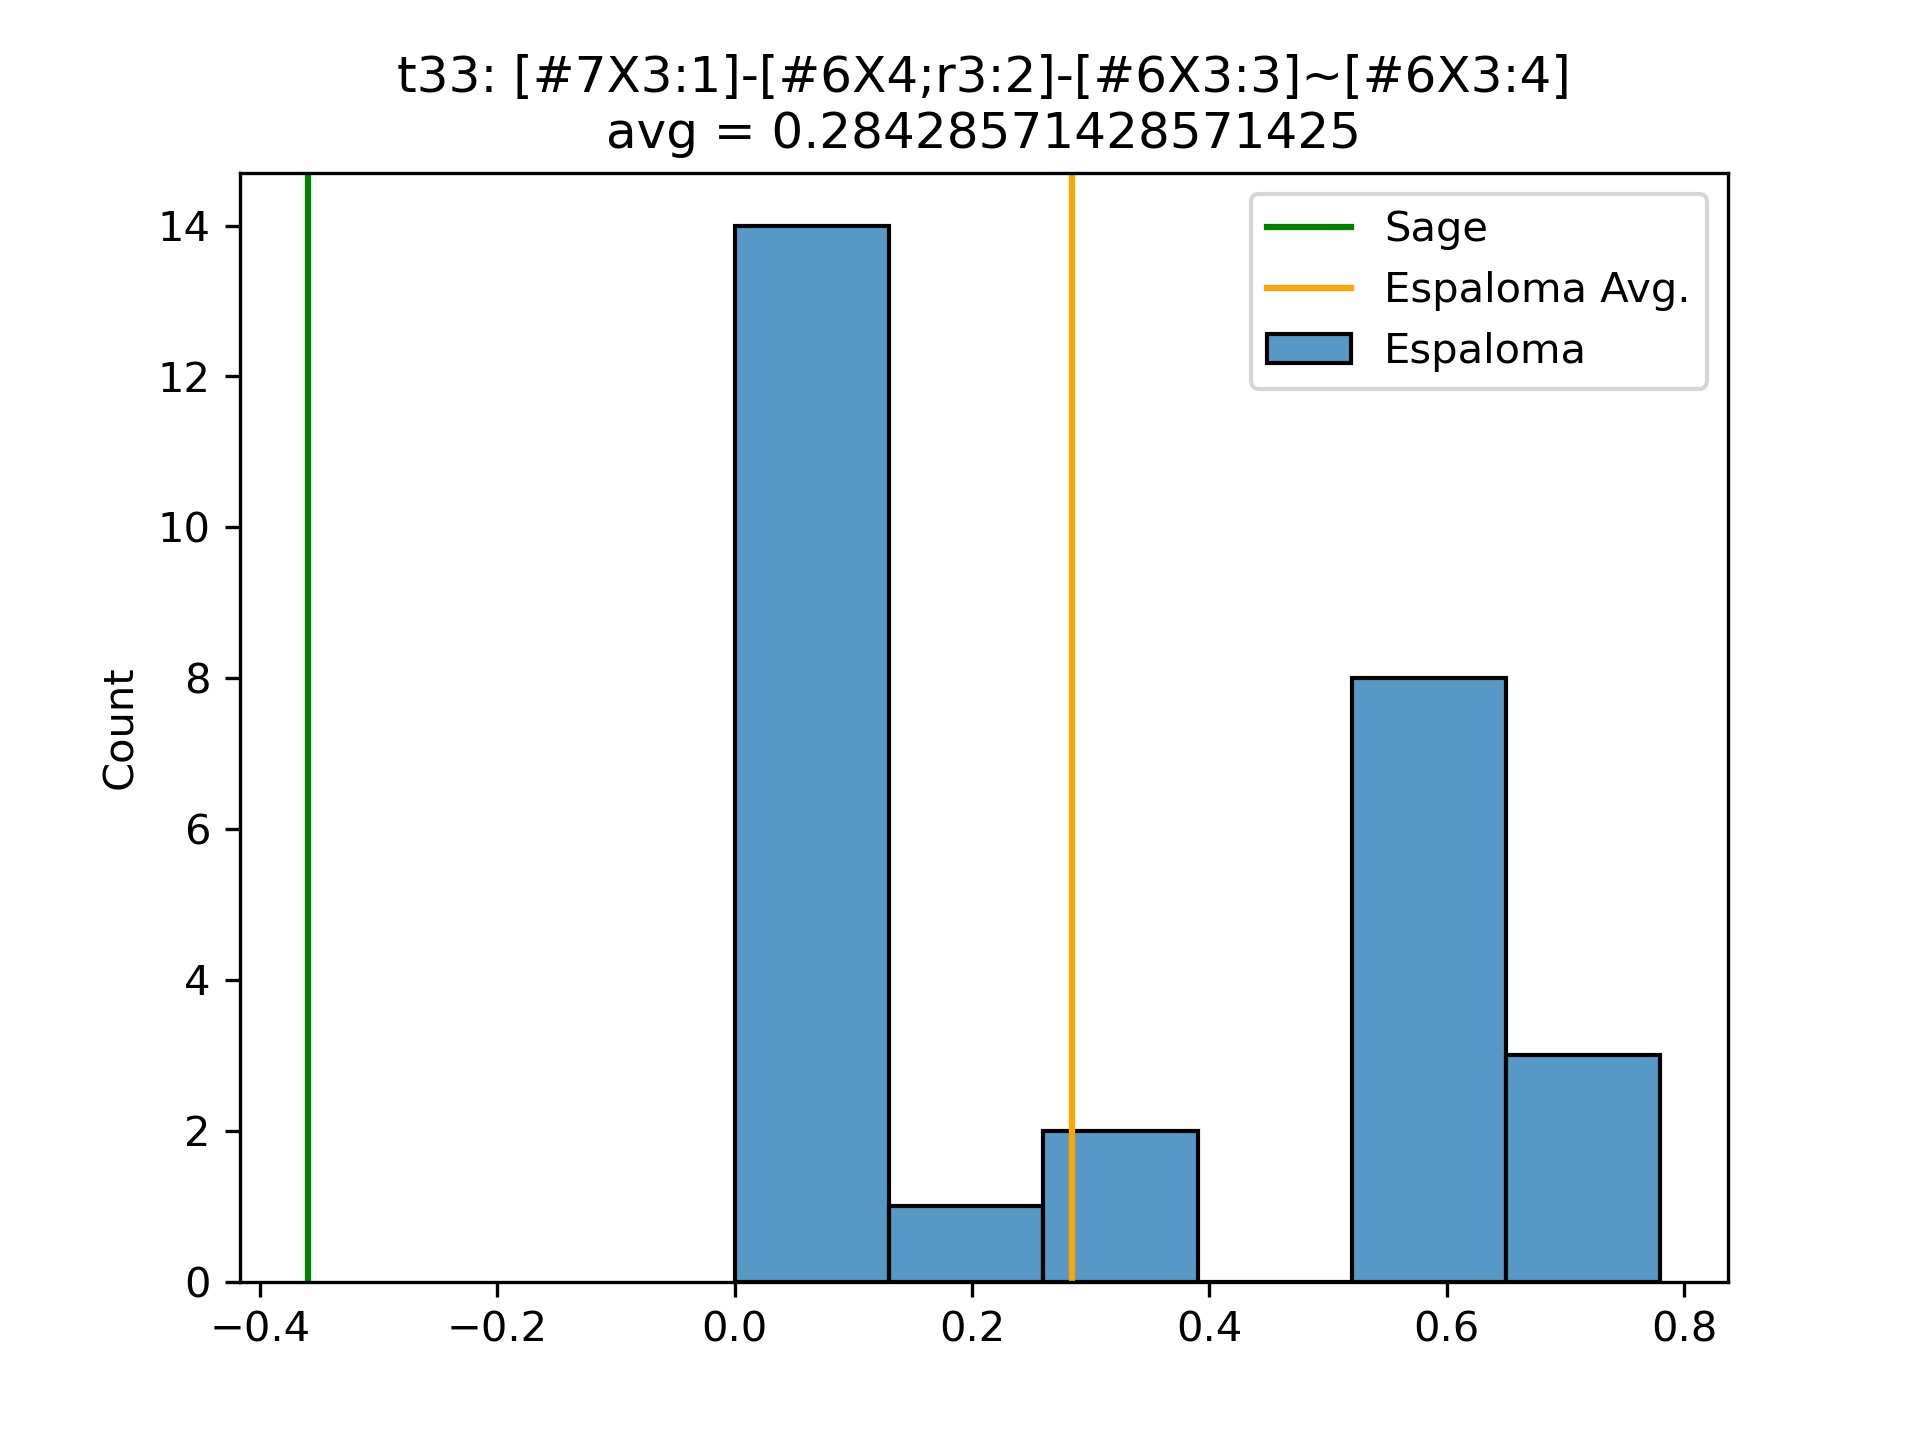 t33: [#7X3:1]-[#6X4;r3:2]-[#6X3:3]~[#6X3:4]
avg = 0.28428571428571425
Sage
Espaloma Avg.
Espaloma
Count
14
12
10
8
6
4
2
0
−0.4 −0.2 0.0 0.2 0.4 0.6 0.8